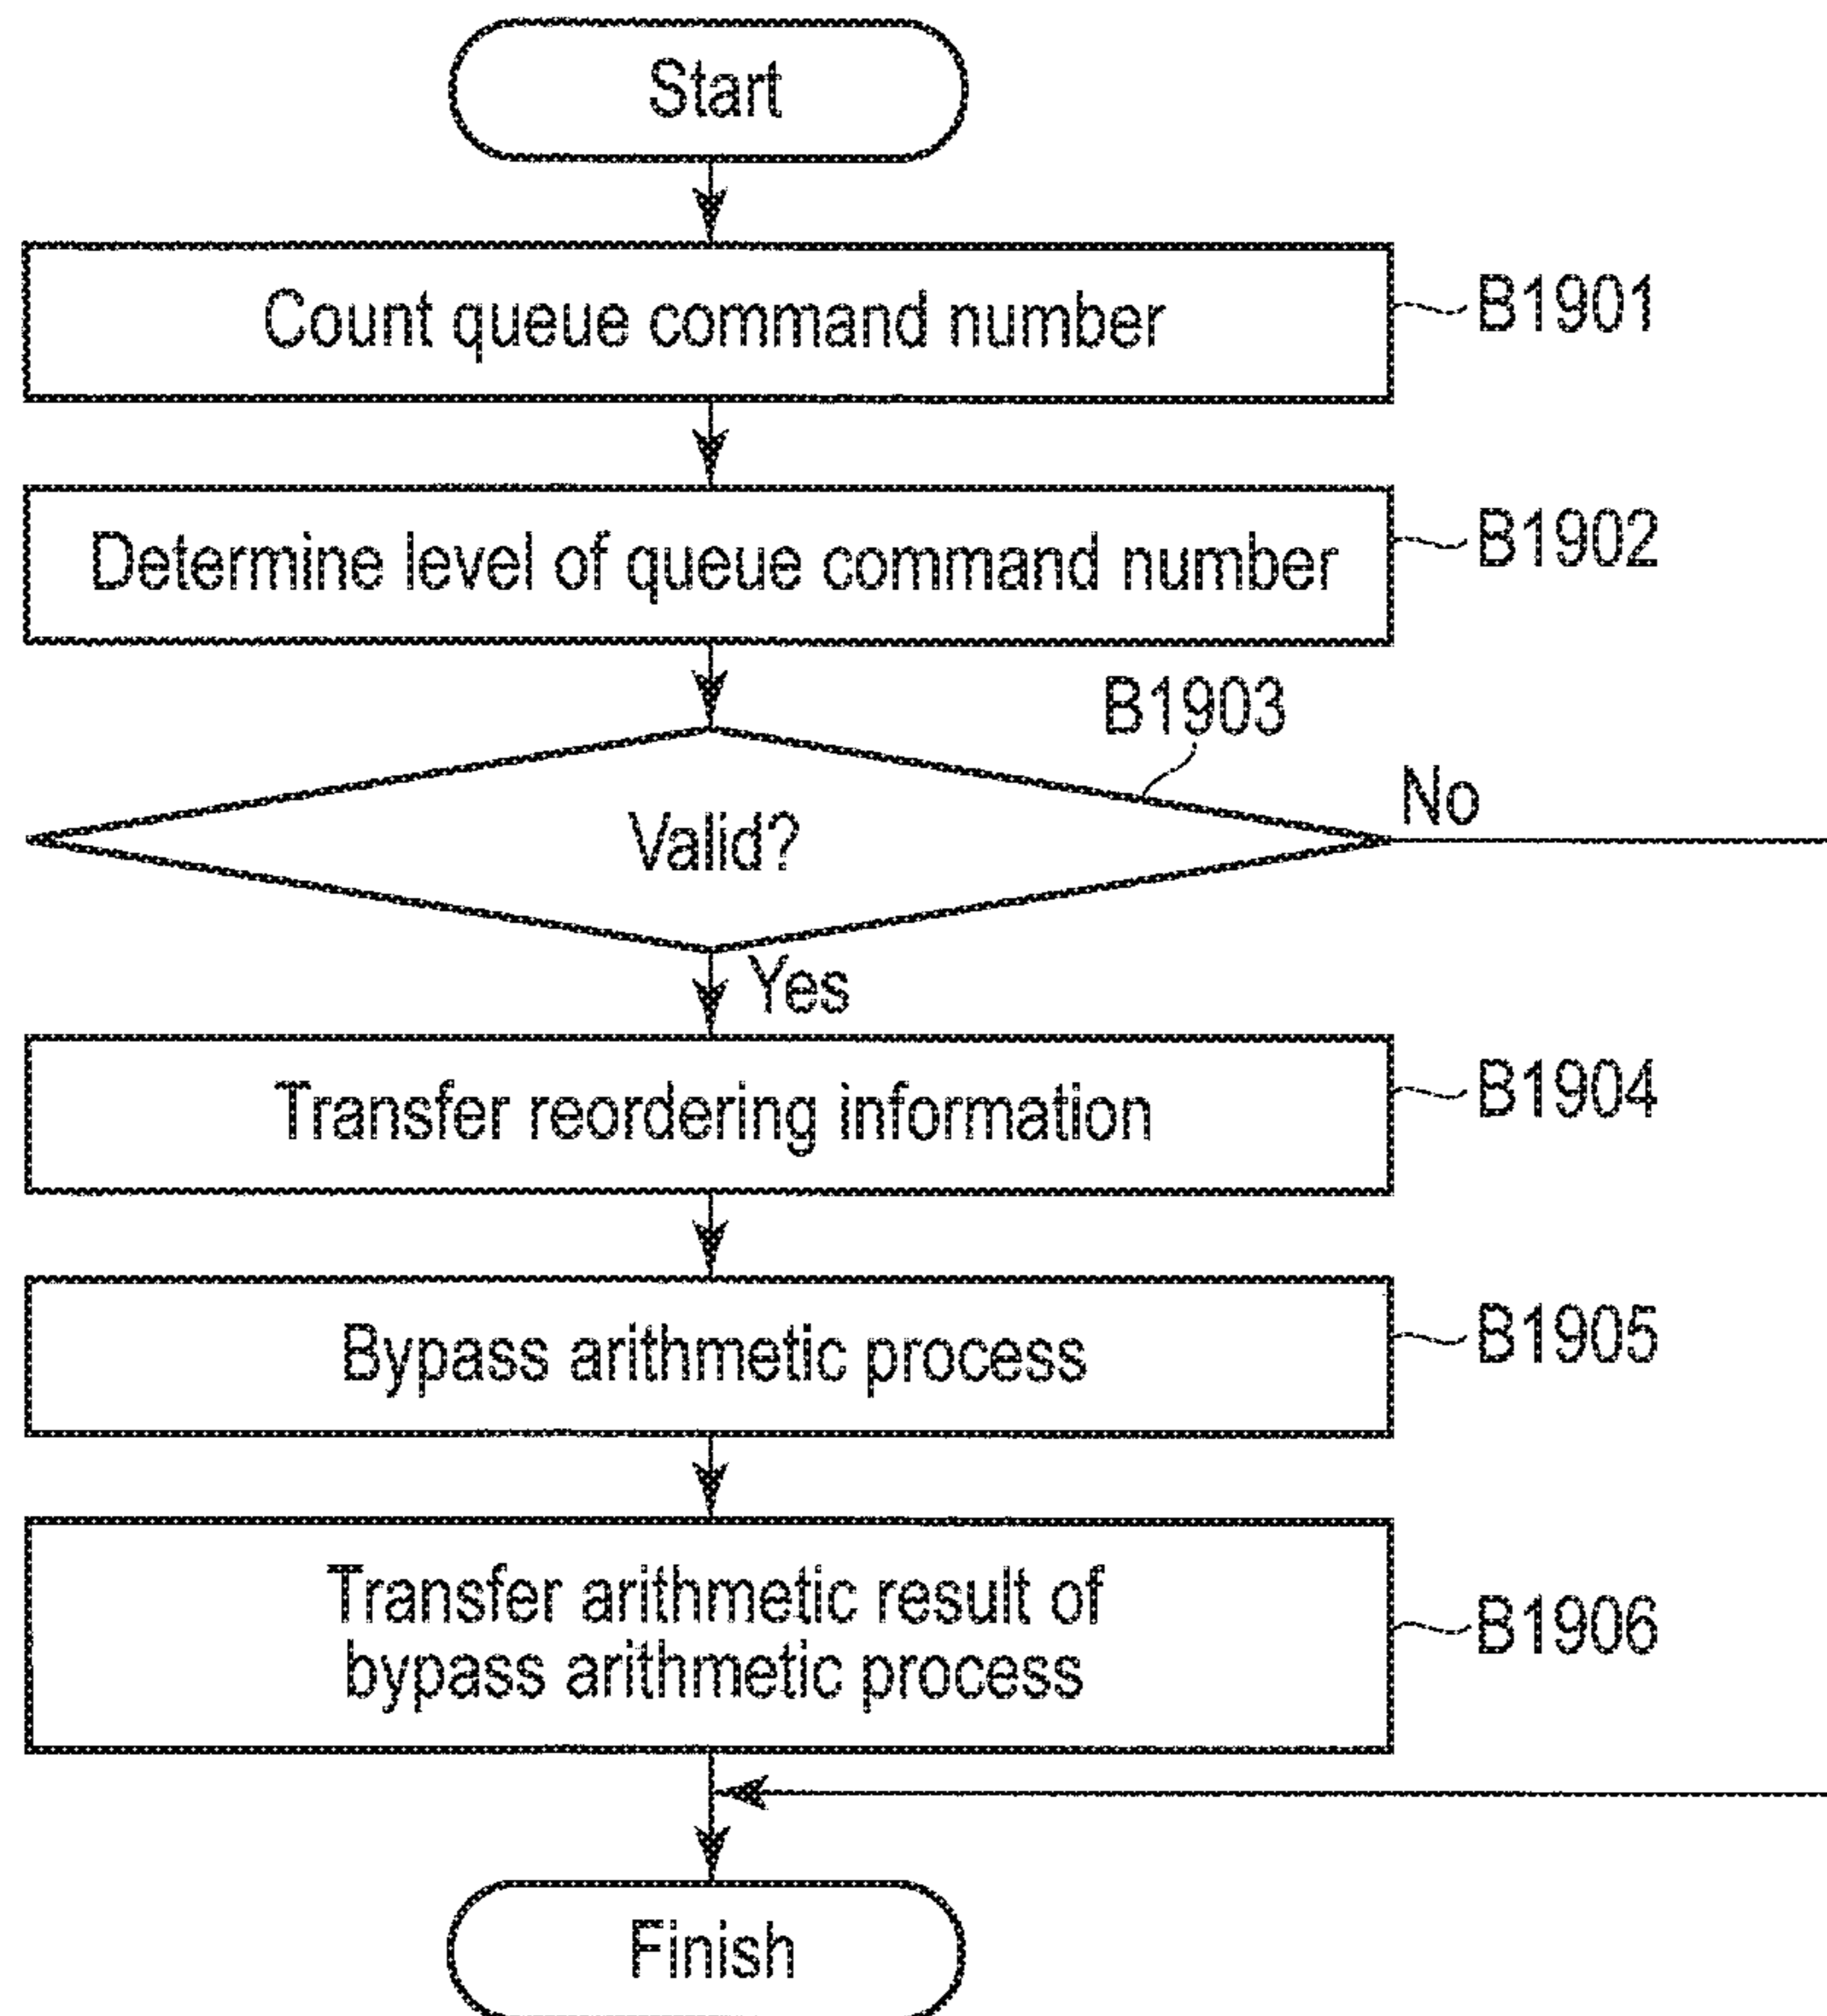 Start
Count queue command number
B1901
Determine level of queue command number
B1902
B1903
Valid?
No
Yes
Transfer reordering information
B1904
Bypass arithmetic process
B1905
Transfer arithmetic result of
bypass arithmetic process
B1906
Finish